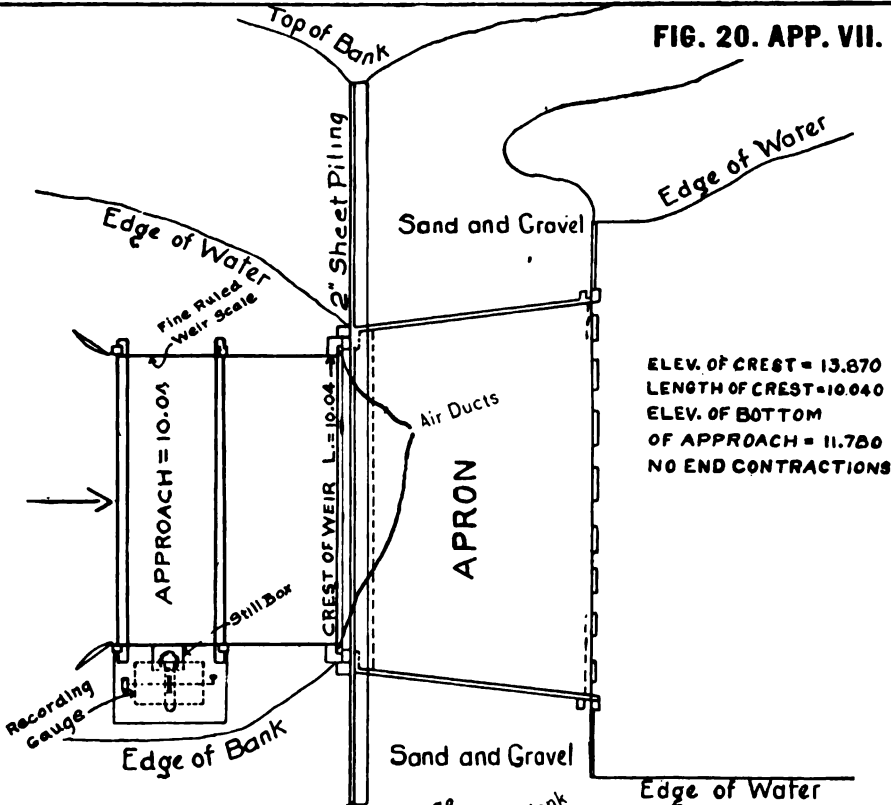 FIG. 20. APP. VII.
Top of Bank
2" Sheet Piling
Edge of Water
Edge of Water
Sand and Gravel
Fine Ruled
Weir Scale
ELEV. OF CREST = 13.870
LENGTH OF CREST = 10.040
ELEV. OF BOTTOM
OF APPROACH = 11.780
NO END CONTRACTIONS
Air Ducts
APPROACH = 10.05
CREST OF WEIR L. = 10.04
APRON
Still Box
Recording
Gauge
Edge of Bank
Sand and Gravel
Edge of Water